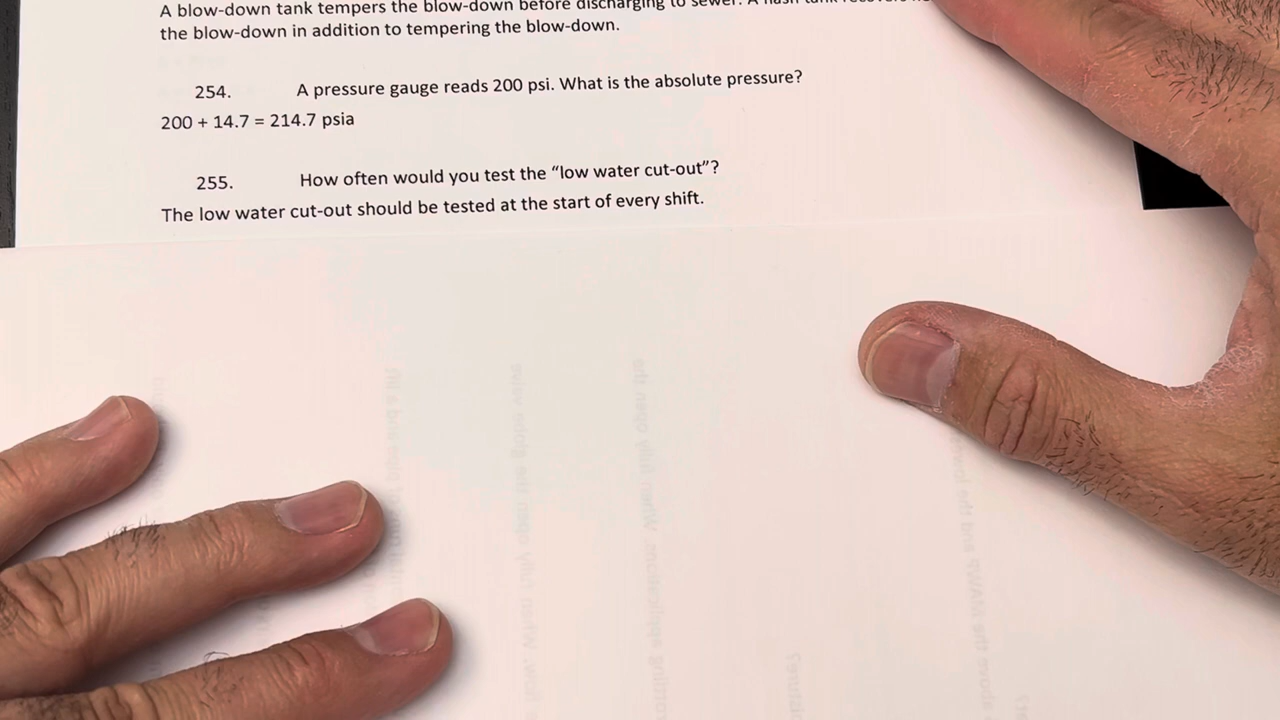 A blow-down tank tempers the blow-down before discharging to sewer. A flash tank recovers
the blow-down in addition to tempering the blow-down.
254. A pressure gauge reads 200 psi. What is the absolute pressure?
200 + 14.7 = 214.7 psia
255. How often would you test the “low water cut-out”?
The low water cut-out should be tested at the start of every shift.